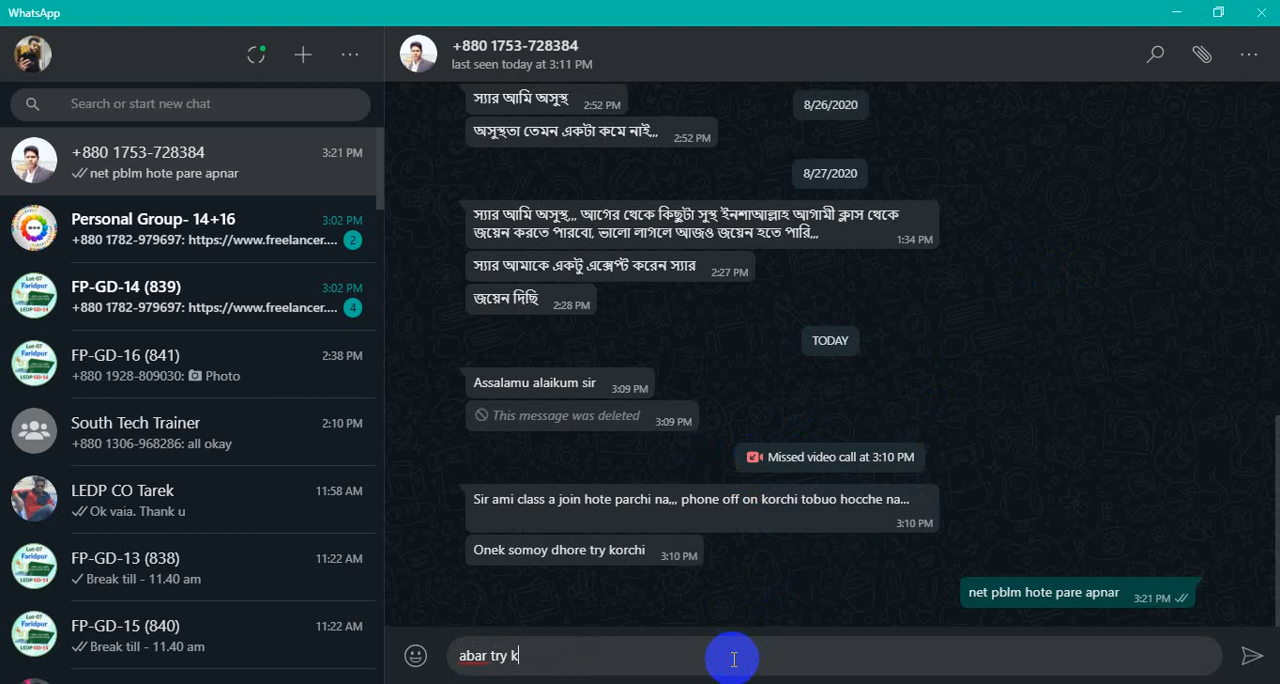 WhatsApp
Search or start new chat
+880 1753-728384
3:21 PM
net pblm hote pare apnar
Personal Group- 14+16
3:02 PM
+880 1782-979697: https://www.freelancer....
2
FP-GD-14 (839)
3:02 PM
+880 1782-979697: https://www.freelancer....
4
FP-GD-16 (841)
2:38 PM
+880 1928-809030: Photo
South Tech Trainer
2:10 PM
+880 1306-968286: all okay
LEDP CO Tarek
11:58 AM
Ok vaia. Thank u
FP-GD-13 (838)
11:22 AM
Break till - 11.40 am
FP-GD-15 (840)
11:22 AM
Break till - 11.40 am
+880 1753-728384
last seen today at 3:11 PM
স্যার আমি অসুস্থ 2:52 PM
8/26/2020
অসুস্থতা তেমন একটা কমে নাই,,, 2:52 PM
8/27/2020
স্যার আমি অসুস্থ,,, আগের থেকে কিছুটা সুস্থ ইনশাআল্লাহ আগামী ক্লাস থেকে
জয়েন করতে পারবো, ভালো লাগলে আজও জয়েন হতে পারি,,, 1:34 PM
স্যার আমাকে একটু এক্সেপ্ট করেন স্যার 2:27 PM
জয়েন দিছি 2:28 PM
TODAY
Assalamu alaikum sir 3:09 PM
This message was deleted 3:09 PM
Missed video call at 3:10 PM
Sir ami class a join hote parchi na,,, phone off on korchi tobuo hocche na...
3:10 PM
Onek somoy dhore try korchi 3:10 PM
net pblm hote pare apnar 3:21 PM
abar try k